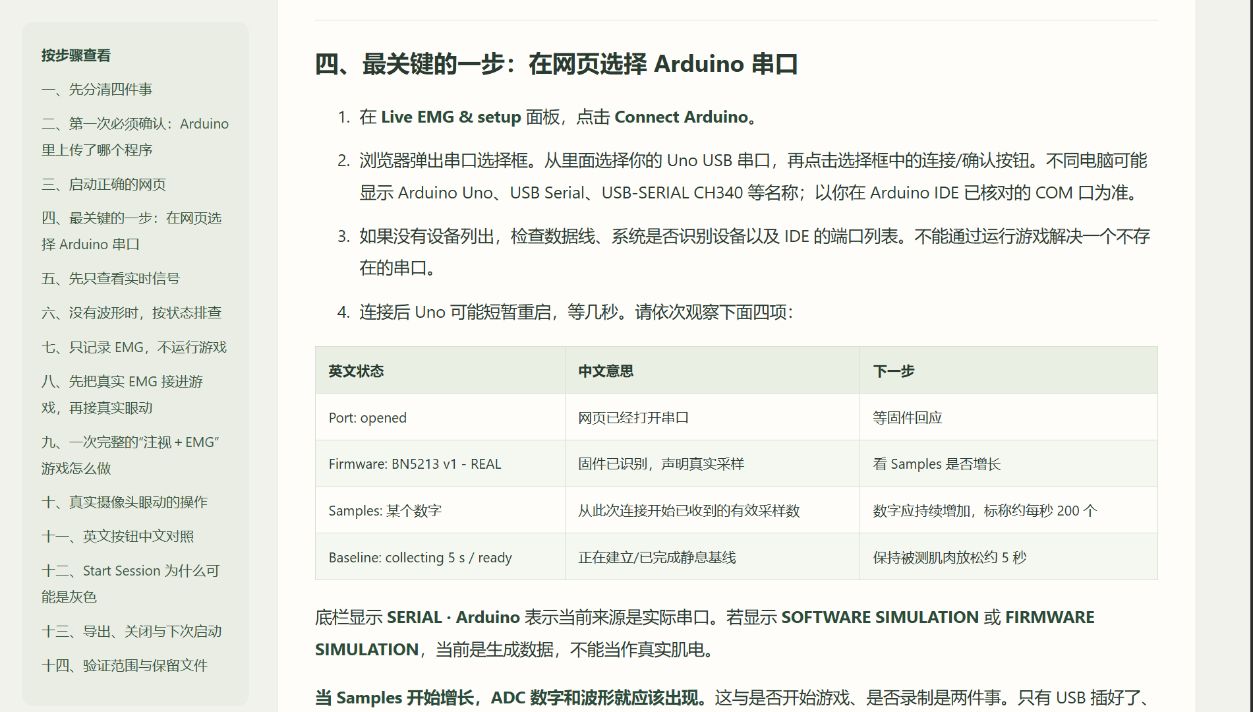 按步骤查看
一、先分清四件事
二、第一次必须确认：Arduino
里上传了哪个程序
三、启动正确的网页
四、最关键的一步：在网页选
择 Arduino 串口
五、先只查看实时信号
六、没有波形时，按状态排查
七、只记录 EMG，不运行游戏
八、先把真实 EMG 接进游
戏，再接真实眼动
九、一次完整的“注视 + EMG”
游戏怎么做
十、真实摄像头眼动的操作
十一、英文按钮中文对照
十二、Start Session 为什么可
能是灰色
十三、导出、关闭与下次启动
十四、验证范围与保留文件
四、最关键的一步：在网页选择 Arduino 串口
1. 在 Live EMG & setup 面板，点击 Connect Arduino。
2. 浏览器弹出串口选择框。从里面选择你的 Uno USB 串口，再点击选择框中的连接/确认按钮。不同电脑可能
显示 Arduino Uno、USB Serial、USB-SERIAL CH340 等名称；以你在 Arduino IDE 已核对的 COM 口为准。
3. 如果没有设备列出，检查数据线、系统是否识别设备以及 IDE 的端口列表。不能通过运行游戏解决一个不存
在的串口。
4. 连接后 Uno 可能短暂重启，等几秒。请依次观察下面四项：
英文状态 中文意思 下一步
Port: opened 网页已经打开串口 等固件回应
Firmware: BN5213 v1 - REAL 固件已识别，声明真实采样 看 Samples 是否增长
Samples: 某个数字 从此次连接开始已收到的有效采样数 数字应持续增加，标称约每秒 200 个
Baseline: collecting 5 s / ready 正在建立/已完成静息基线 保持被测肌肉放松约 5 秒
底栏显示 SERIAL · Arduino 表示当前来源是实际串口。若显示 SOFTWARE SIMULATION 或 FIRMWARE
SIMULATION，当前是生成数据，不能当作真实肌电。
当 Samples 开始增长，ADC 数字和波形就应该出现。这与是否开始游戏、是否录制是两件事。只有 USB 插好了、